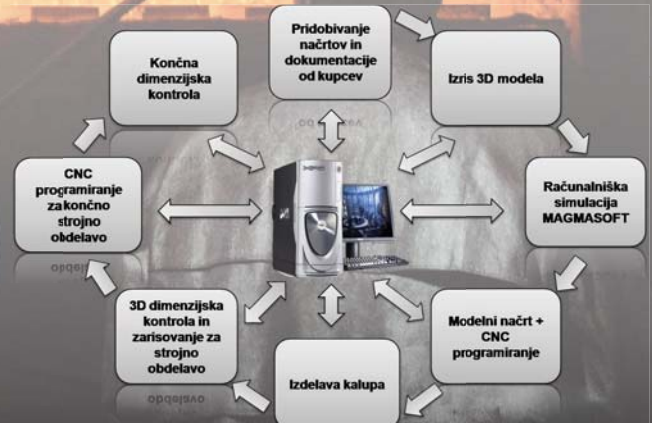 Pridobivanje
načrtov in
dokumentacije
od kupcev
Izris 3D modela
Računalniška
simulacija
MAGMASOFT
Modelni načrt +
CNC
programiranje
Izdelava kalupa
3D dimenzijska
kontrola in
zarisovanje za
strojno
obdelavo
CNC
programiranje
za končno
strojno
obdelavo
Končna
dimenzijska
kontrola